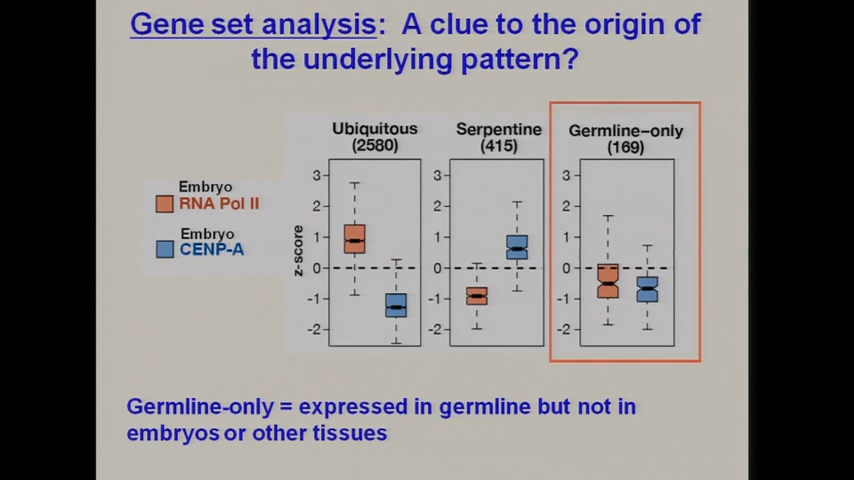 Gene set analysis: A clue to the origin of
the underlying pattern?
Ubiquitous
(2580)
Serpentine
(415)
Germline-only
(169)
Embryo
RNA Pol II
Embryo
CENP-A
z-score
3
2
1
0
-1
-2
3
2
1
0
-1
-2
3
2
1
0
-1
-2
Germline-only = expressed in germline but not in
embryos or other tissues